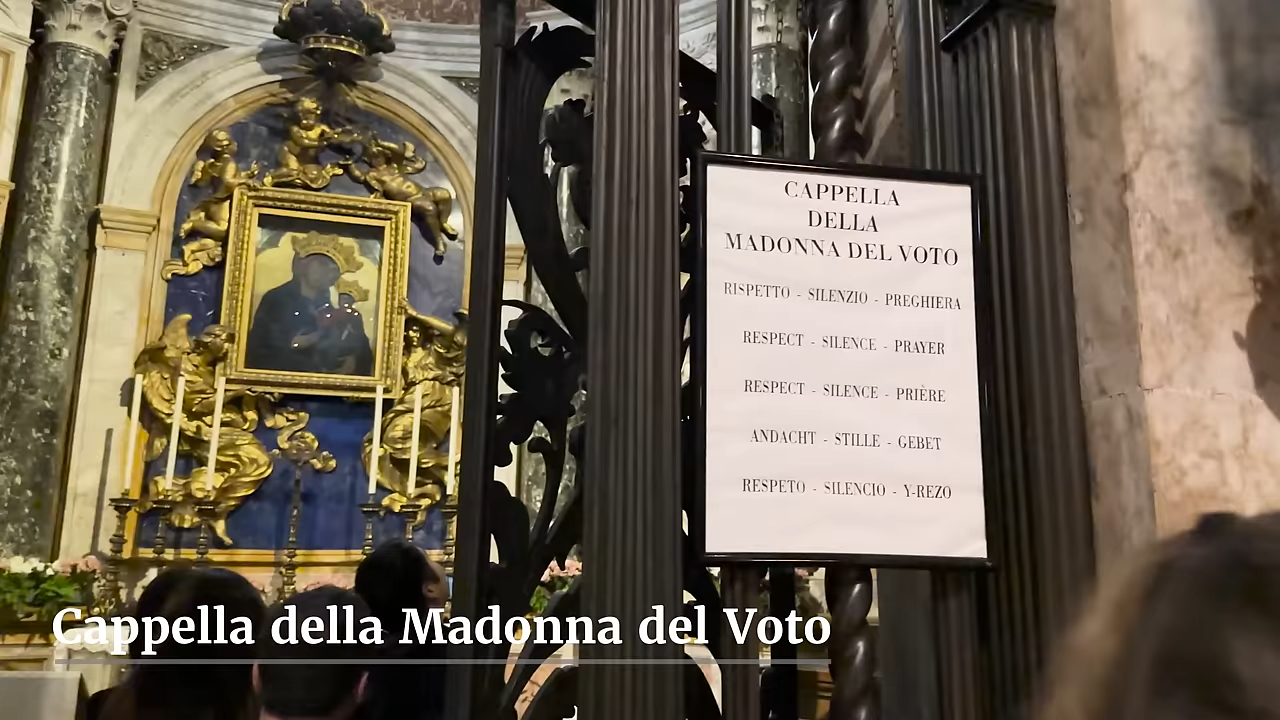 CAPPELLA
DELLA
MADONNA DEL VOTO
RISPETTO - SILENZIO - PREGHIERA
RESPECT - SILENCE - PRAYER
RESPECT - SILENCE - PRIÈRE
ANDACHT - STILLE - GEBET
RESPETO - SILENCIO - Y-REZO
Cappella della Madonna del Voto